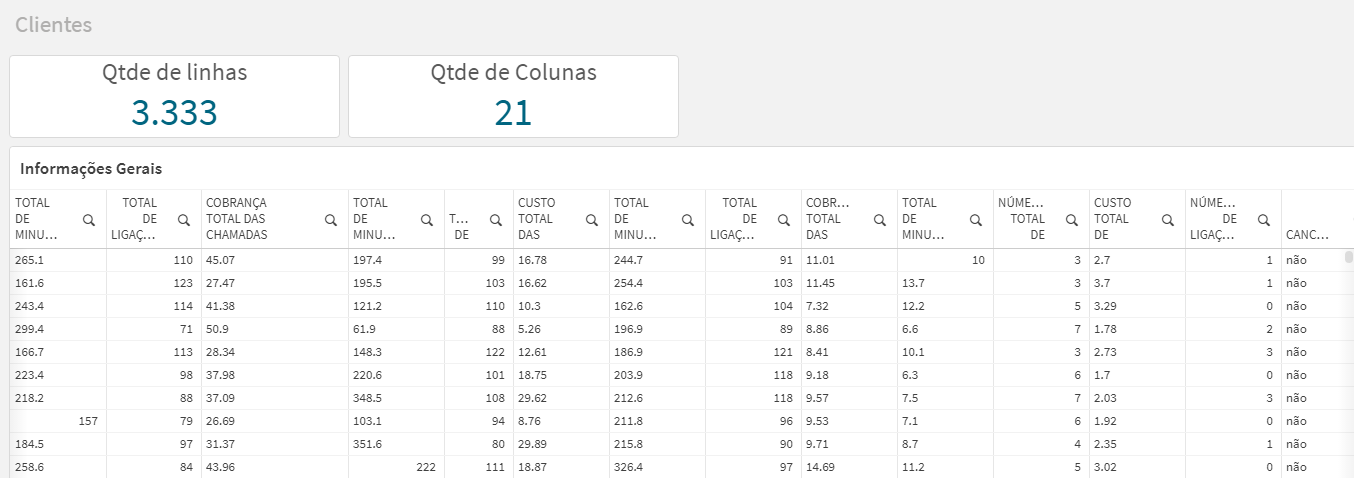 Clientes
Qtde de linhas
3.333
Qtde de Colunas
21
Informações Gerais
TOTAL DE MINU... TOTAL DE LIGAÇ... COBRANÇA TOTAL DAS CHAMADAS TOTAL DE MINU... T... DE CUSTO TOTAL DAS TOTAL DE MINU... TOTAL DE LIGAÇ... COBR... TOTAL DAS TOTAL DE MINU... NÚME... TOTAL DE CUSTO TOTAL DE NÚME... DE LIGAÇ... CANC...
265.1 110 45.07 197.4 99 16.78 244.7 91 11.01 10 3 2.7 1 não
161.6 123 27.47 195.5 103 16.62 254.4 103 11.45 13.7 3 3.7 1 não
243.4 114 41.38 121.2 110 10.3 162.6 104 7.32 12.2 5 3.29 0 não
299.4 71 50.9 61.9 88 5.26 196.9 89 8.86 6.6 7 1.78 2 não
166.7 113 28.34 148.3 122 12.61 186.9 121 8.41 10.1 3 2.73 3 não
223.4 98 37.98 220.6 101 18.75 203.9 118 9.18 6.3 6 1.7 0 não
218.2 88 37.09 348.5 108 29.62 212.6 118 9.57 7.5 7 2.03 3 não
157 79 26.69 103.1 94 8.76 211.8 96 9.53 7.1 6 1.92 0 não
184.5 97 31.37 351.6 80 29.89 215.8 90 9.71 8.7 4 2.35 1 não
258.6 84 43.96 222 111 18.87 326.4 97 14.69 11.2 5 3.02 0 não